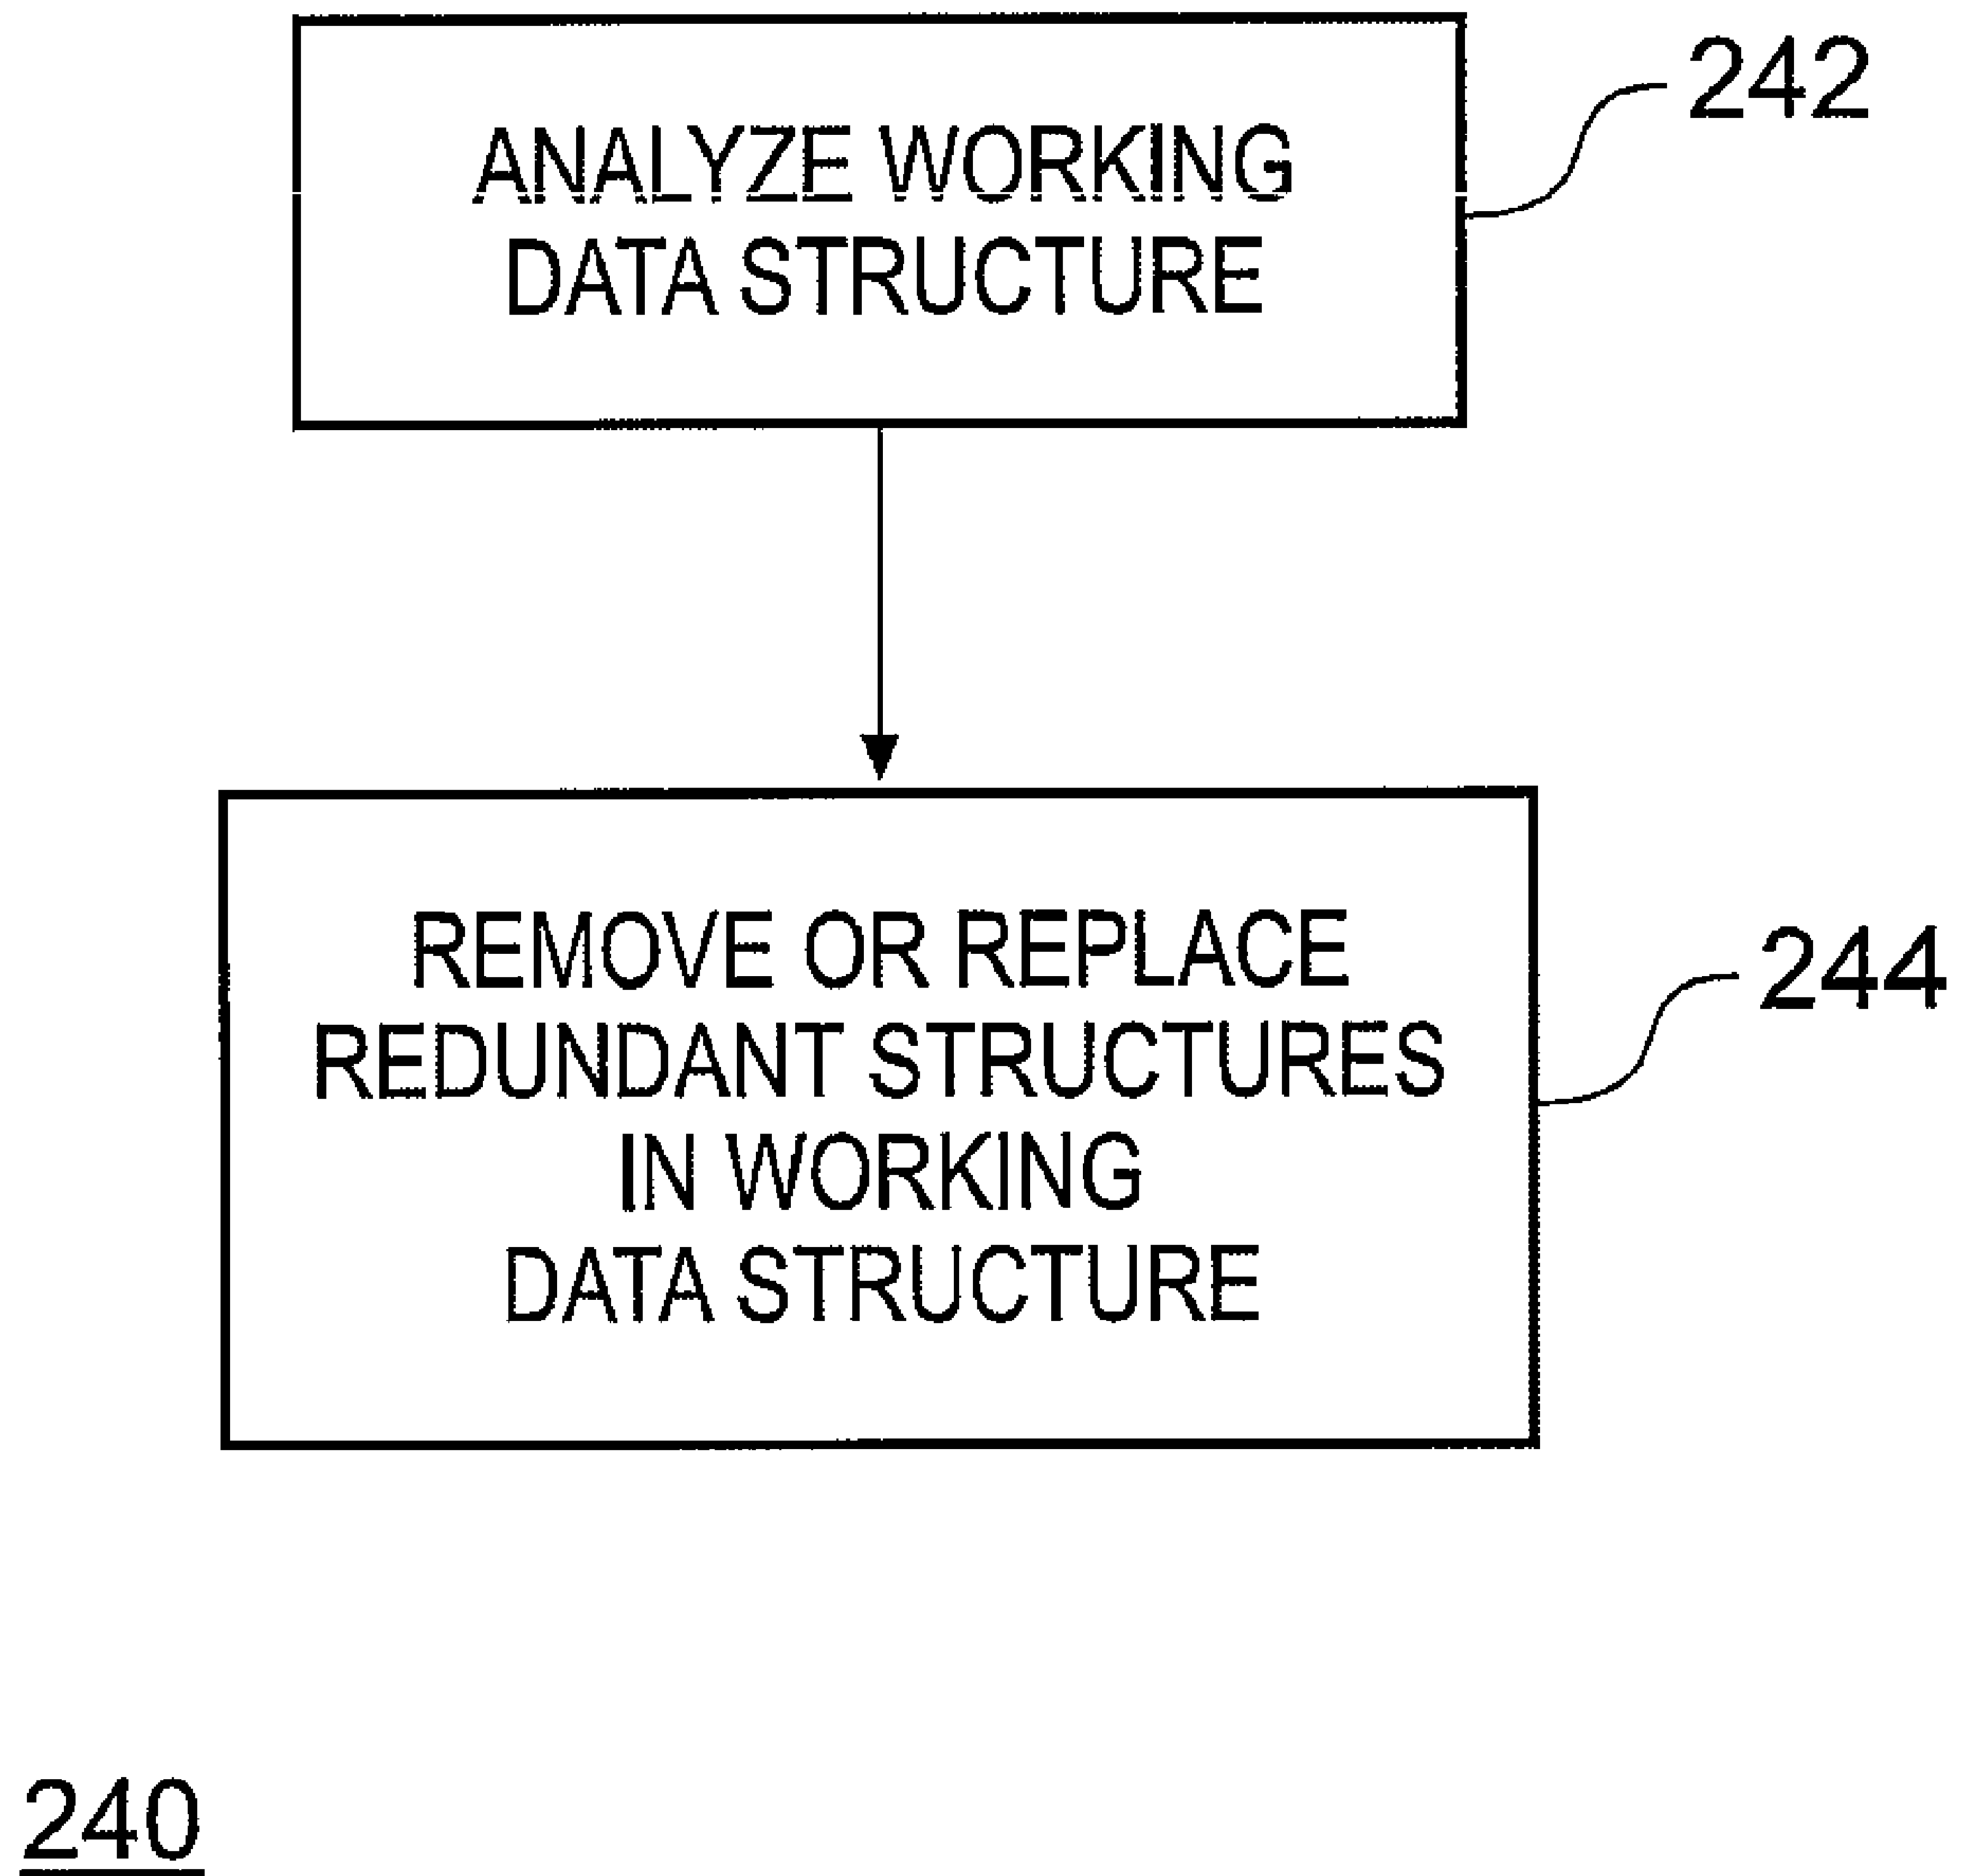 ANALYZE WORKING
DATA STRUCTURE
242
REMOVE OR REPLACE
REDUNDANT STRUCTURES
IN WORKING
DATA STRUCTURE
244
240